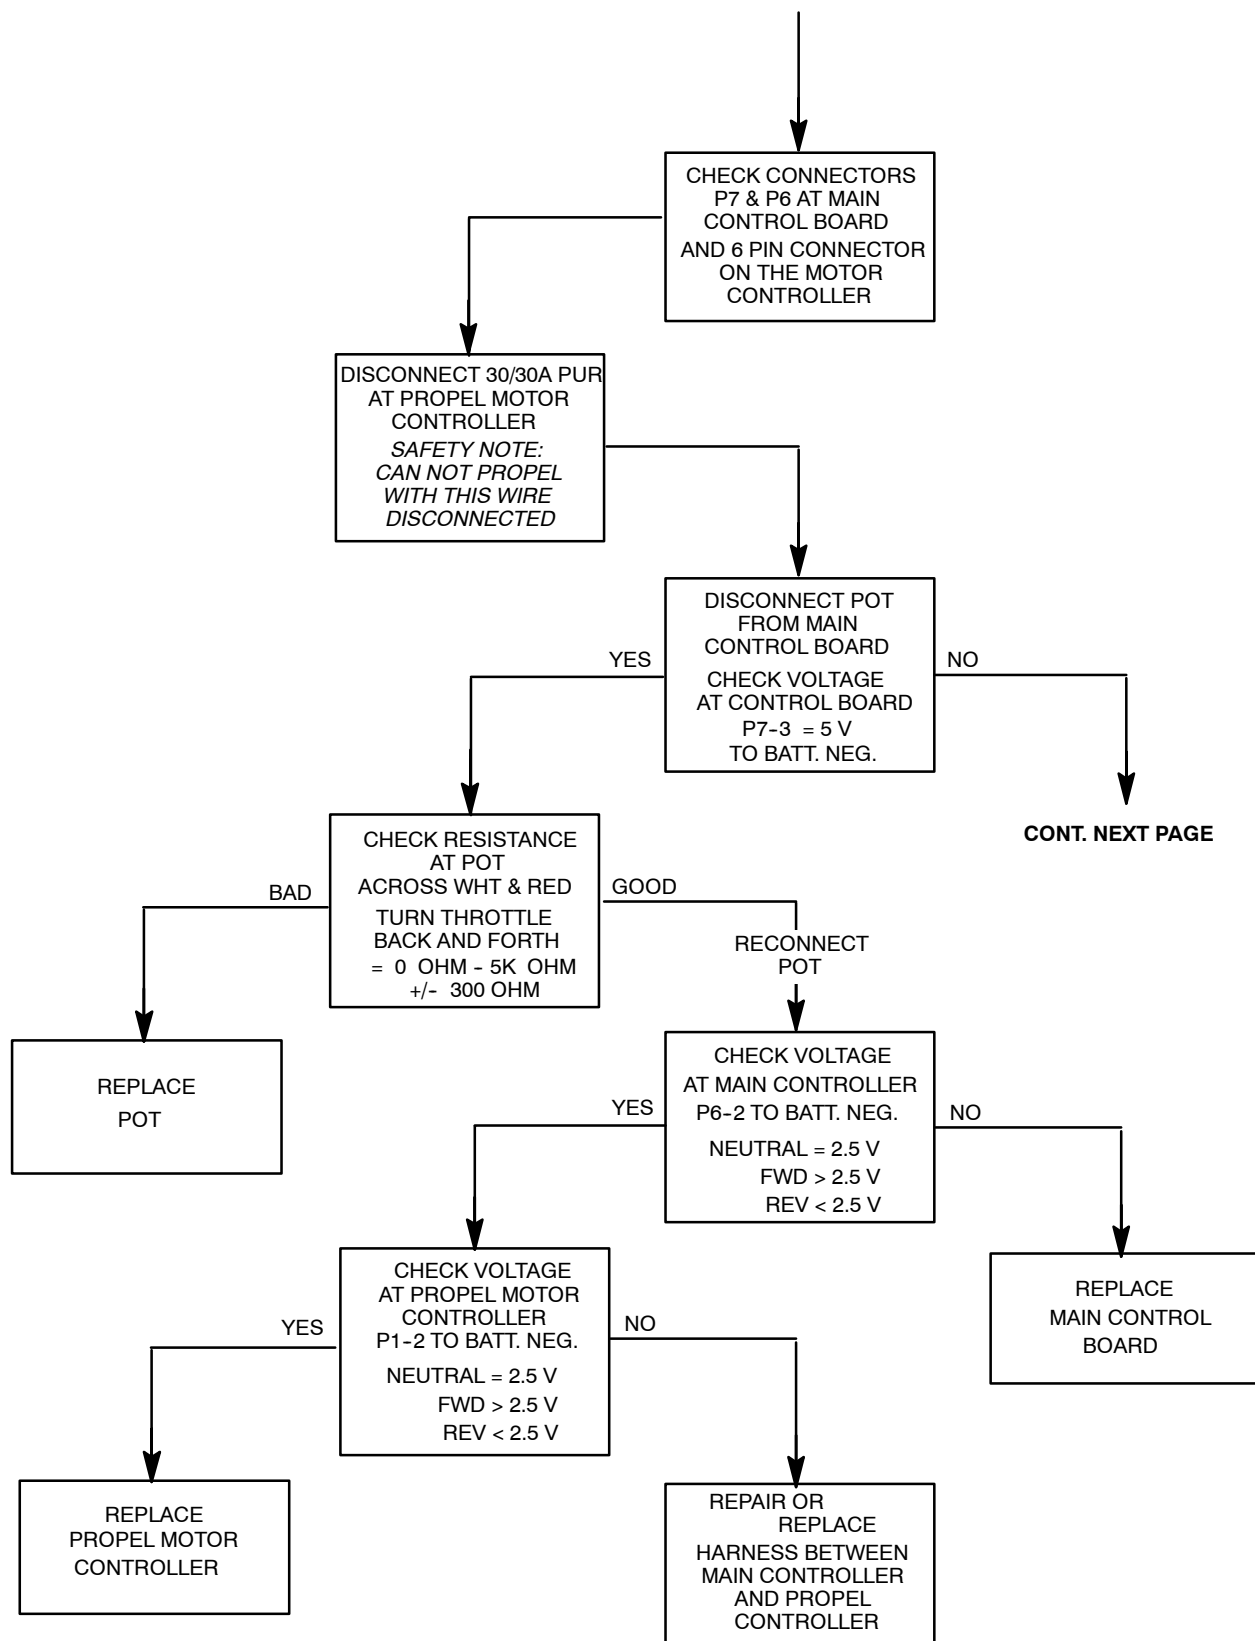 CHECK CONNECTORS
P7 & P6 AT MAIN
CONTROL BOARD
AND 6 PIN CONNECTOR
ON THE MOTOR
CONTROLLER
DISCONNECT 30/30A PUR
AT PROPEL MOTOR
CONTROLLER
SAFETY NOTE:
CAN NOT PROPEL
WITH THIS WIRE
DISCONNECTED
DISCONNECT POT
FROM MAIN
CONTROL BOARD
CHECK VOLTAGE
AT CONTROL BOARD
P7-3 = 5 V
TO BATT. NEG.
YES
NO
CONT. NEXT PAGE
CHECK RESISTANCE
AT POT
ACROSS WHT & RED
TURN THROTTLE
BACK AND FORTH
= 0 OHM - 5K OHM
+/- 300 OHM
BAD
GOOD
RECONNECT
POT
REPLACE
POT
CHECK VOLTAGE
AT MAIN CONTROLLER
P6-2 TO BATT. NEG.
NEUTRAL = 2.5 V
FWD > 2.5 V
REV < 2.5 V
YES
NO
CHECK VOLTAGE
AT PROPEL MOTOR
CONTROLLER
P1-2 TO BATT. NEG.
NEUTRAL = 2.5 V
FWD > 2.5 V
REV < 2.5 V
YES
NO
REPLACE
MAIN CONTROL
BOARD
REPLACE
PROPEL MOTOR
CONTROLLER
REPAIR OR
REPLACE
HARNESS BETWEEN
MAIN CONTROLLER
AND PROPEL
CONTROLLER